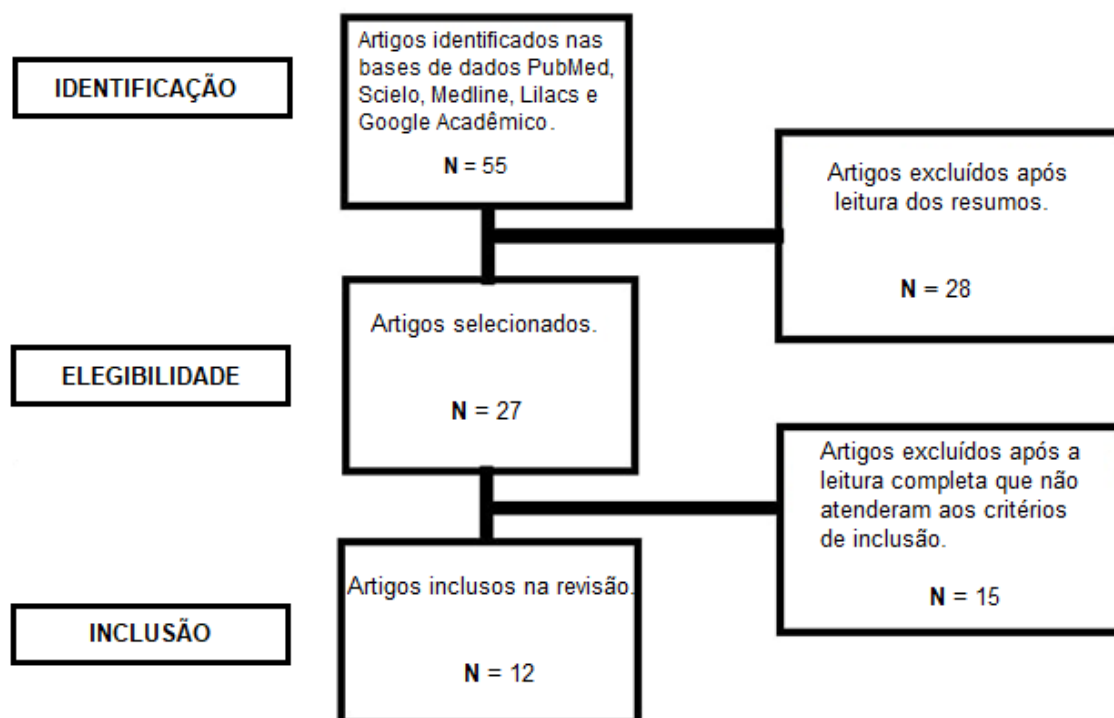 IDENTIFICAÇÃO
Artigos identificados nas
bases de dados PubMed,
Scielo, Medline, Lilacs e
Google Acadêmico.
N = 55
Artigos excluídos após
leitura dos resumos.
N = 28
ELEGIBILIDADE
Artigos selecionados.
N = 27
Artigos excluídos após a
leitura completa que não
atenderam aos critérios
de inclusão.
N = 15
INCLUSÃO
Artigos inclusos na revisão.
N = 12